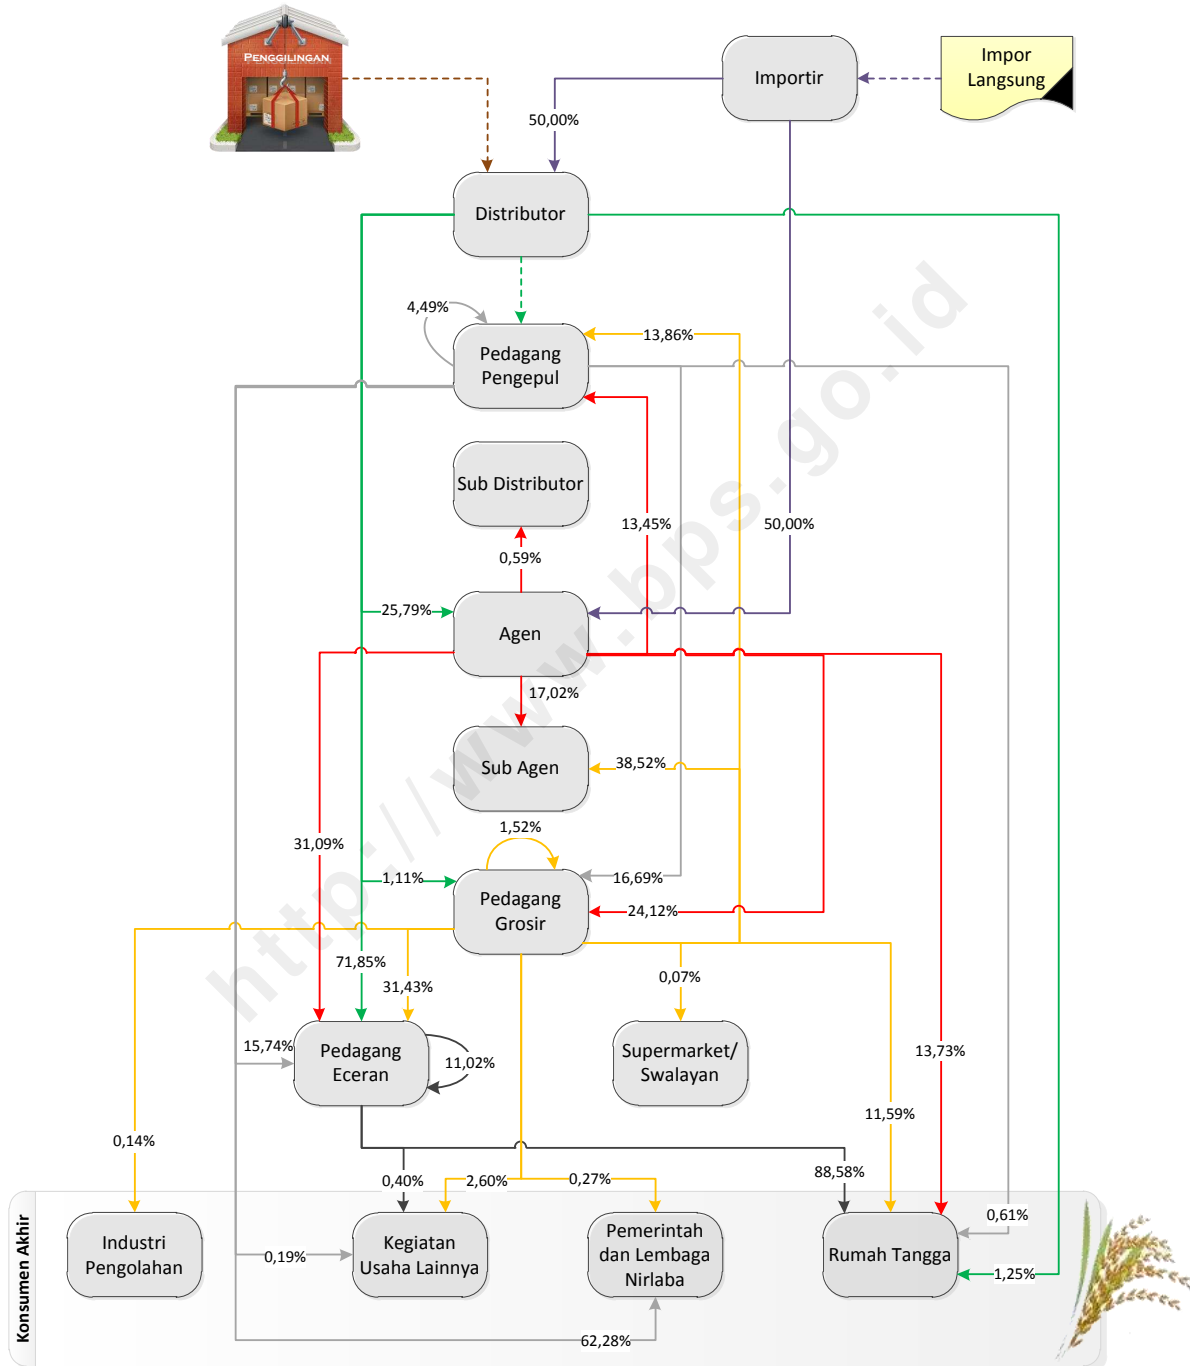 PENGGILINGAN
Importir
Impor
Langsung
50,00%
Distributor
4,49%
13,86%
Pedagang
Pengepul
Sub Distributor
13,45%
50,00%
0,59%
25,79%
Agen
17,02%
Sub Agen
38,52%
1,52%
31,09%
1,11%
16,69%
Pedagang
Grosir
24,12%
71,85%
31,43%
0,07%
15,74%
Pedagang
Eceran
11,02%
Supermarket/
Swalayan
13,73%
11,59%
0,14%
88,58%
0,40%
2,60%
0,27%
0,61%
Konsumen Akhir
Industri
Pengolahan
0,19%
Kegiatan
Usaha Lainnya
Pemerintah
dan Lembaga
Nirlaba
Rumah Tangga
1,25%
62,28%
http://www.bps.go.id